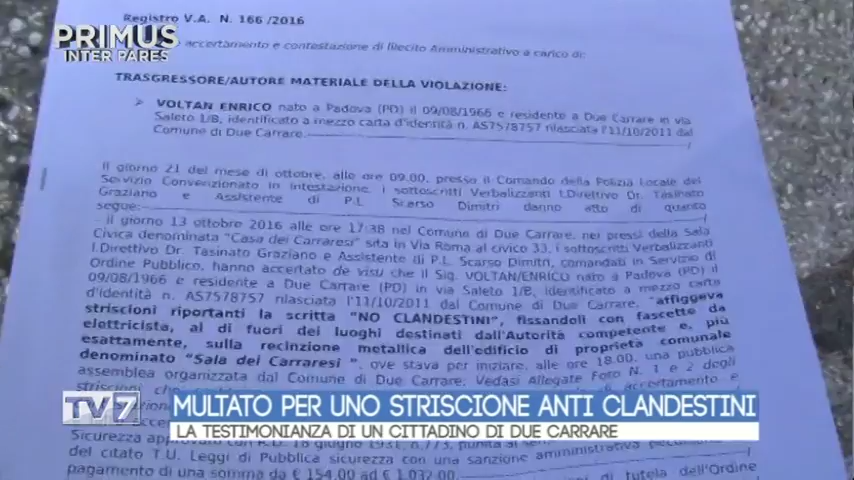 Registro V.A. N. 166 /2016
PRIMUS
INTER PARES
accertamento e contestazione di Illecito Amministrativo a carico di:
TRASGRESSORE/AUTORE MATERIALE DELLA VIOLAZIONE:
➢ VOLTAN ENRICO nato a Padova (PD) il 09/08/1966 e residente a Due Carrare in via
Saleto 1/B, identificato a mezzo carta d'identità n. AS7578757 rilasciata l'11/10/2011 dal
Comune di Due Carrare.
Il giorno 21 del mese di ottobre, alle ore 09.00, presso il Comando della Polizia Locale del
Servizio Convenzionato in intestazione, i sottoscritti Verbalizzanti I.Direttivo Dr. Tasinato
Graziano e Assistente di P.L Scarso Dimitri danno atto di quanto
segue:
- il giorno 13 ottobre 2016 alle ore 17:38 nel Comune di Due Carrare, nei pressi della Sala
Civica denominata "Casa dei Carraresi" sita in Via Roma al civico 33, i sottoscritti Verbalizzanti
I.Direttivo Dr. Tasinato Graziano e Assistente di P.L. Scarso Dimitri, comandati in Servizio di
Ordine Pubblico, hanno accertato de visu che il Sig. VOLTAN/ENRICO nato a Padova (PD) il
09/08/1966 e residente a Due Carrare (PD) in via Saleto 1/B, identificato a mezzo carta
d'identità n. AS7578757 rilasciata l'11/10/2011 dal Comune di Due Carrare, "affiggeva
striscioni riportanti la scritta "NO CLANDESTINI", fissandoli con fascette da
elettricista, al di fuori dei luoghi destinati dall'Autorità competente e, più
esattamente, sulla recinzione metallica dell'edificio di proprietà comunale
denominato "Sala dei Carraresi ", ove stava per iniziare, alle ore 18.00, una pubblica
assemblea organizzata dal Comune di Due Carrare. Vedasi Allegate Foto N. 1 e 2 degli
striscioni che accertamento e
TV7
MULTATO PER UNO STRISCIONE ANTI CLANDESTINI
LA TESTIMONIANZA DI UN CITTADINO DI DUE CARRARE
Sicurezza approvato con R.D. 18 giugno 1931, n.773, punita ai
del citato T.U. Leggi di Pubblica sicurezza con una sanzione amministrativa
pagamento di una somma da € 154,00 ad € 1.032,00.
di tutela dell'Ordine